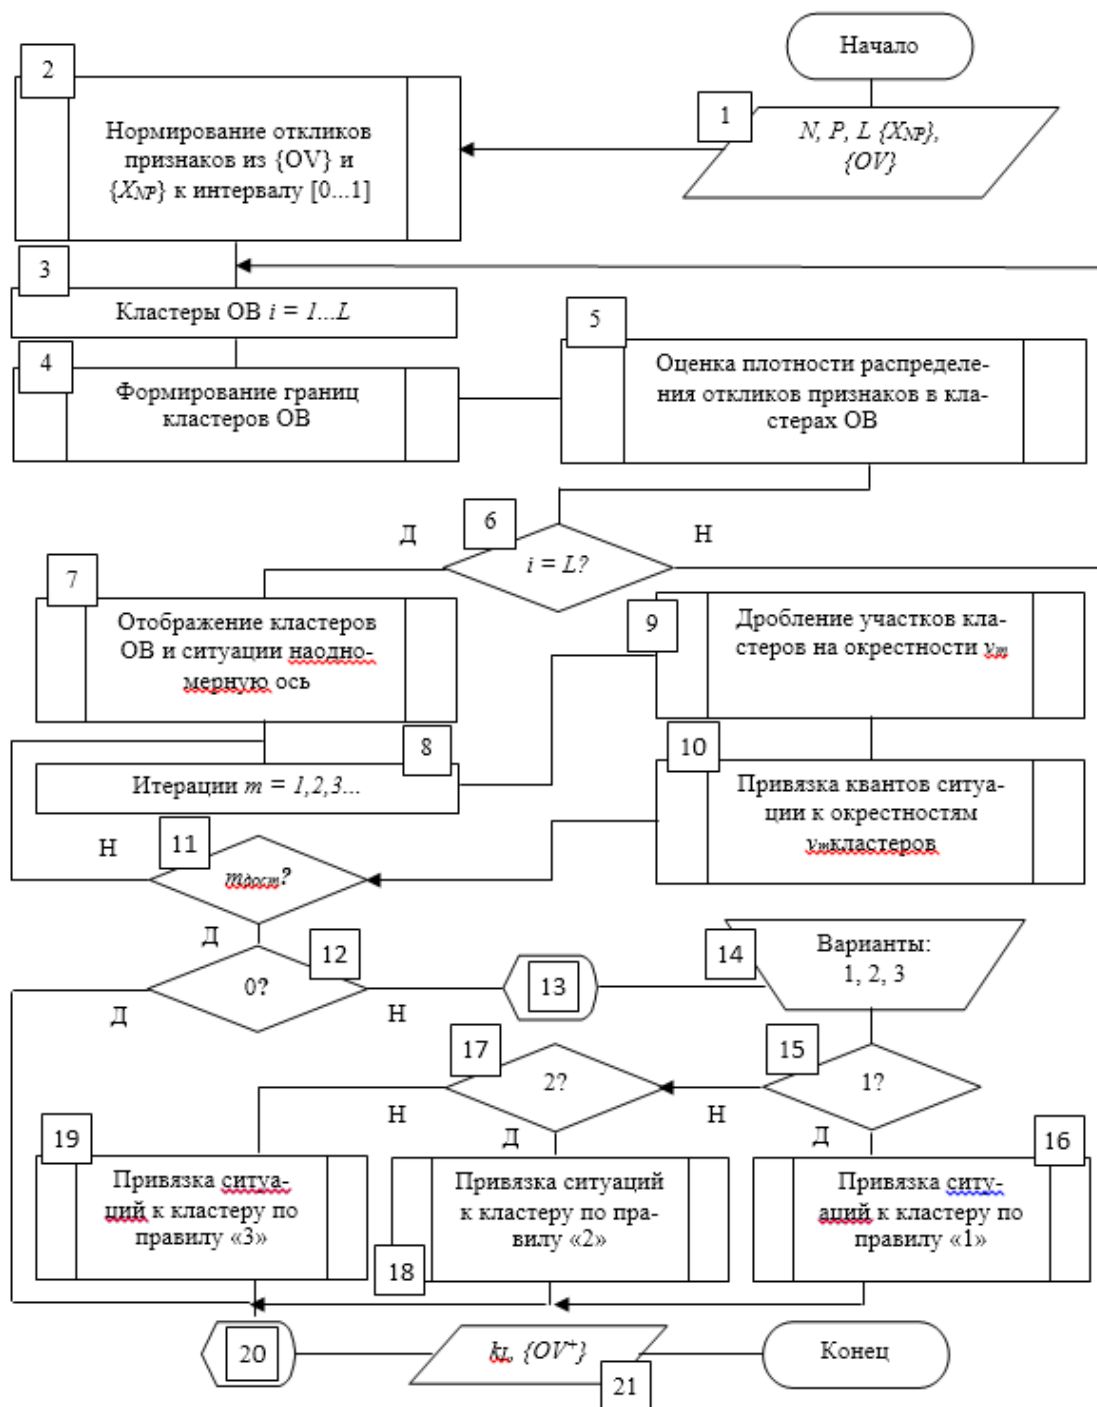 Начало
1
N, P, L {XNP},
{OV}
2
Нормирование откликов
признаков из {OV} и
{XNP} к интервалу [0...1]
3
Кластеры ОВ i = 1...L
4
Формирование границ
кластеров ОВ
5
Оценка плотности распределе-
ния откликов признаков в кла-
стерах ОВ
6
i = L?
Д
Н
7
Отображение кластеров
ОВ и ситуации наодно-
мерную ось
8
Итерации m = 1,2,3...
9
Дробление участков кла-
стеров на окрестности vm
10
Привязка квантов ситуа-
ции к окрестностям
vmкластеров
11
mдост?
Н
Д
12
0?
Д
Н
13
14
Варианты:
1, 2, 3
15
1?
Н
Д
16
Привязка ситу-
аций к кластеру по
правилу «1»
17
2?
Н
Д
18
Привязка ситуаций
к кластеру по пра-
вилу «2»
19
Привязка ситуа-
ций к кластеру по
правилу «3»
20
kL, {OV+}
21
Конец